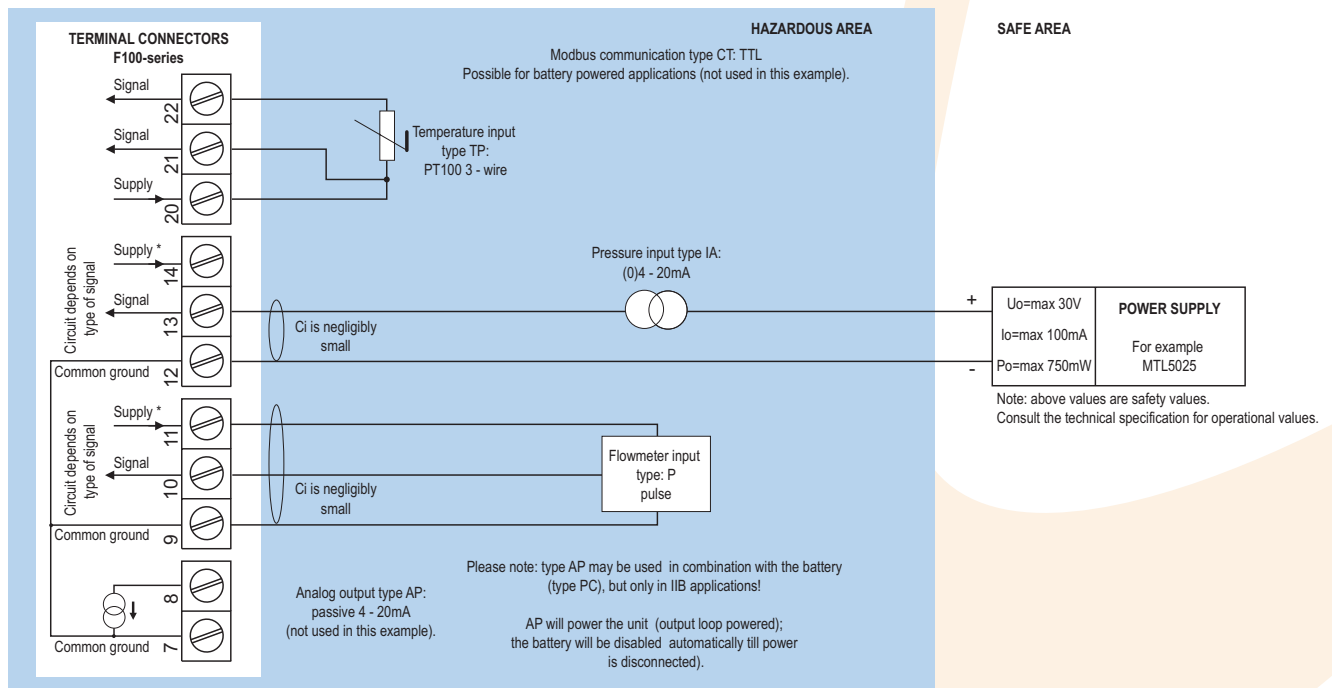 TERMINAL CONNECTORS
F100-series
HAZARDOUS AREA
SAFE AREA
Modbus communication type CT: TTL
Possible for battery powered applications (not used in this example).
Signal
22
Signal
21
Supply
20
Temperature input
type TP:
PT100 3 - wire
Circuit depends on
type of signal
Supply *
14
Signal
13
Common ground
12
Ci is negligibly
small
Pressure input type IA:
(0)4 - 20mA
+
-
Uo=max 30V
Io=max 100mA
Po=max 750mW
POWER SUPPLY
For example
MTL5025
Note: above values are safety values.
Consult the technical specification for operational values.
Circuit depends on
type of signal
Supply *
11
Signal
10
Common ground
9
Ci is negligibly
small
Flowmeter input
type: P
pulse
8
Common ground
7
Analog output type AP:
passive 4 - 20mA
(not used in this example).
Please note: type AP may be used in combination with the battery
(type PC), but only in IIB applications!
AP will power the unit (output loop powered);
the battery will be disabled automatically till power
is disconnected).